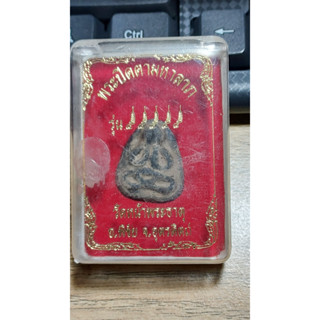 Ctrl
พระปิดตามหาลาภ
รุ่น
วัดหน้าพระธาตุ
อ.พิชัย จ.อุตรดิตถ์